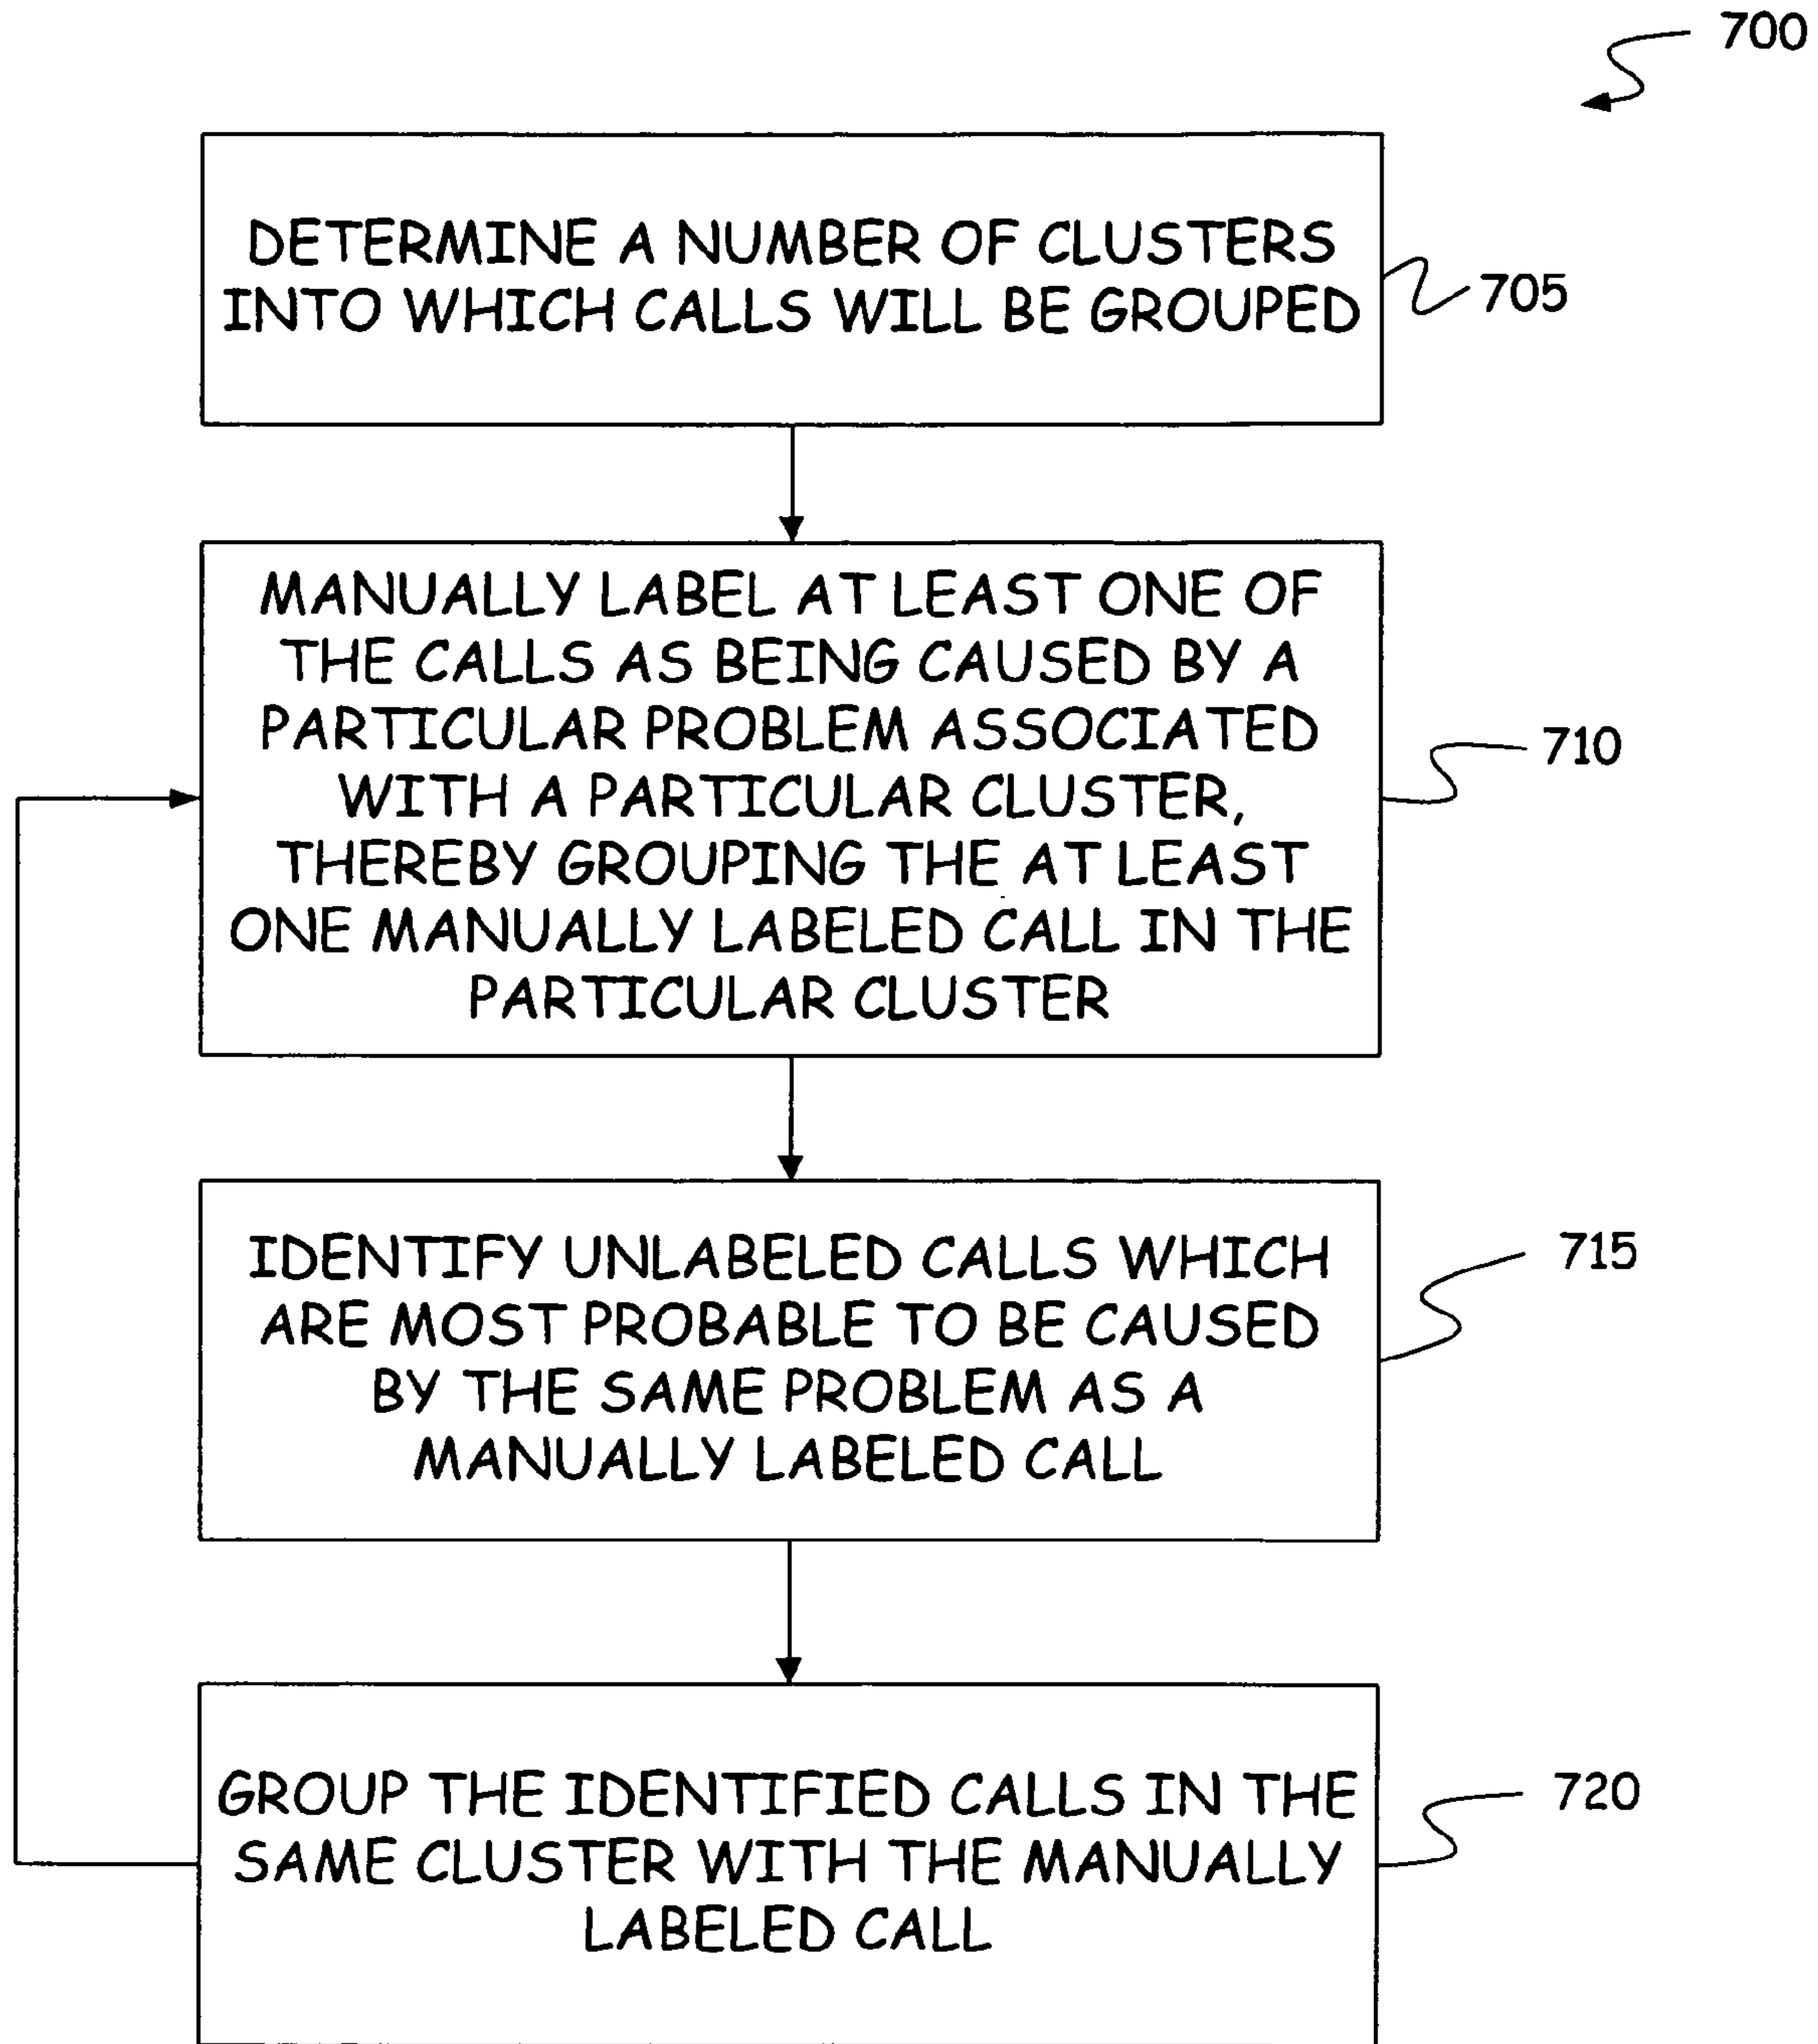 700
DETERMINE A NUMBER OF CLUSTERS
INTO WHICH CALLS WILL BE GROUPED
705
MANUALLY LABEL AT LEAST ONE OF
THE CALLS AS BEING CAUSED BY A
PARTICULAR PROBLEM ASSOCIATED
WITH A PARTICULAR CLUSTER,
THEREBY GROUPING THE AT LEAST
ONE MANUALLY LABELED CALL IN THE
PARTICULAR CLUSTER
710
IDENTIFY UNLABELED CALLS WHICH
ARE MOST PROBABLE TO BE CAUSED
BY THE SAME PROBLEM AS A
MANUALLY LABELED CALL
715
GROUP THE IDENTIFIED CALLS IN THE
SAME CLUSTER WITH THE MANUALLY
LABELED CALL
720